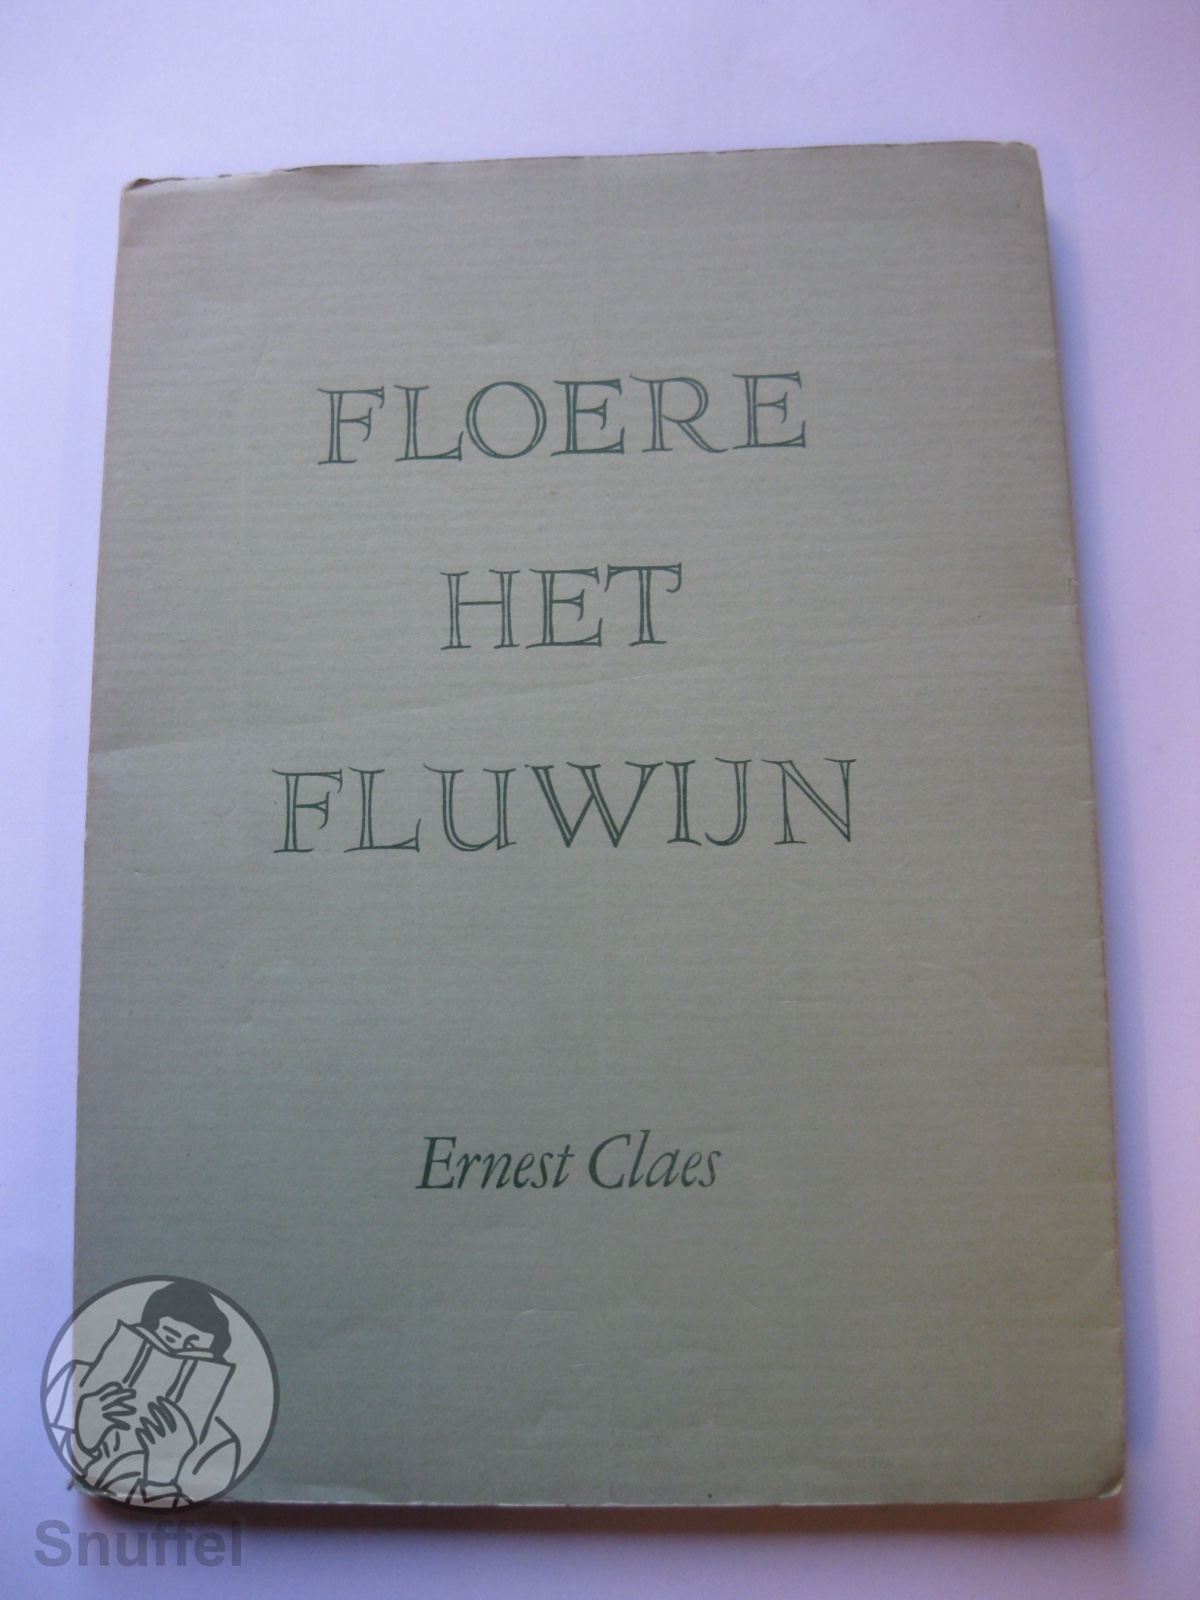 FLOERE
HET
FLUWIJN
Ernest Claes
Snuffel